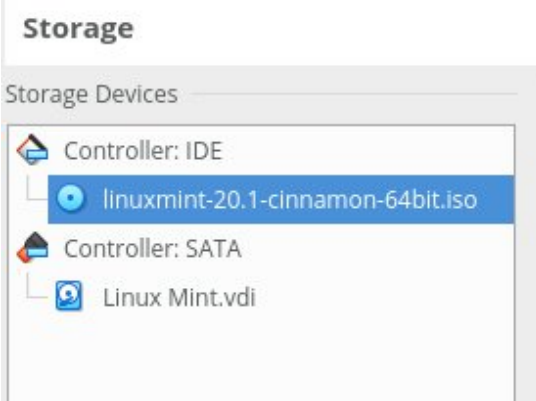 Storage
Storage Devices
Controller: IDE
linuxmint-20.1-cinnamon-64bit.iso
Controller: SATA
Linux Mint.vdi